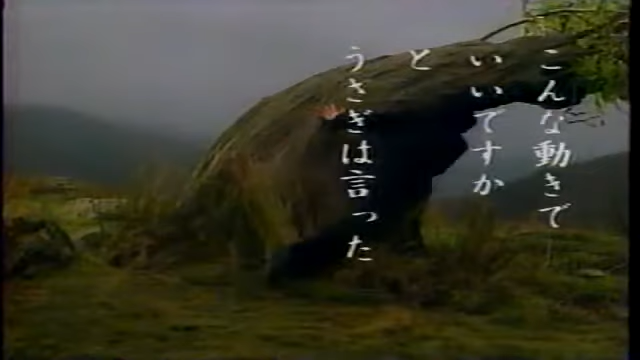 こんな動きで
いいですか
と
うさぎは言った